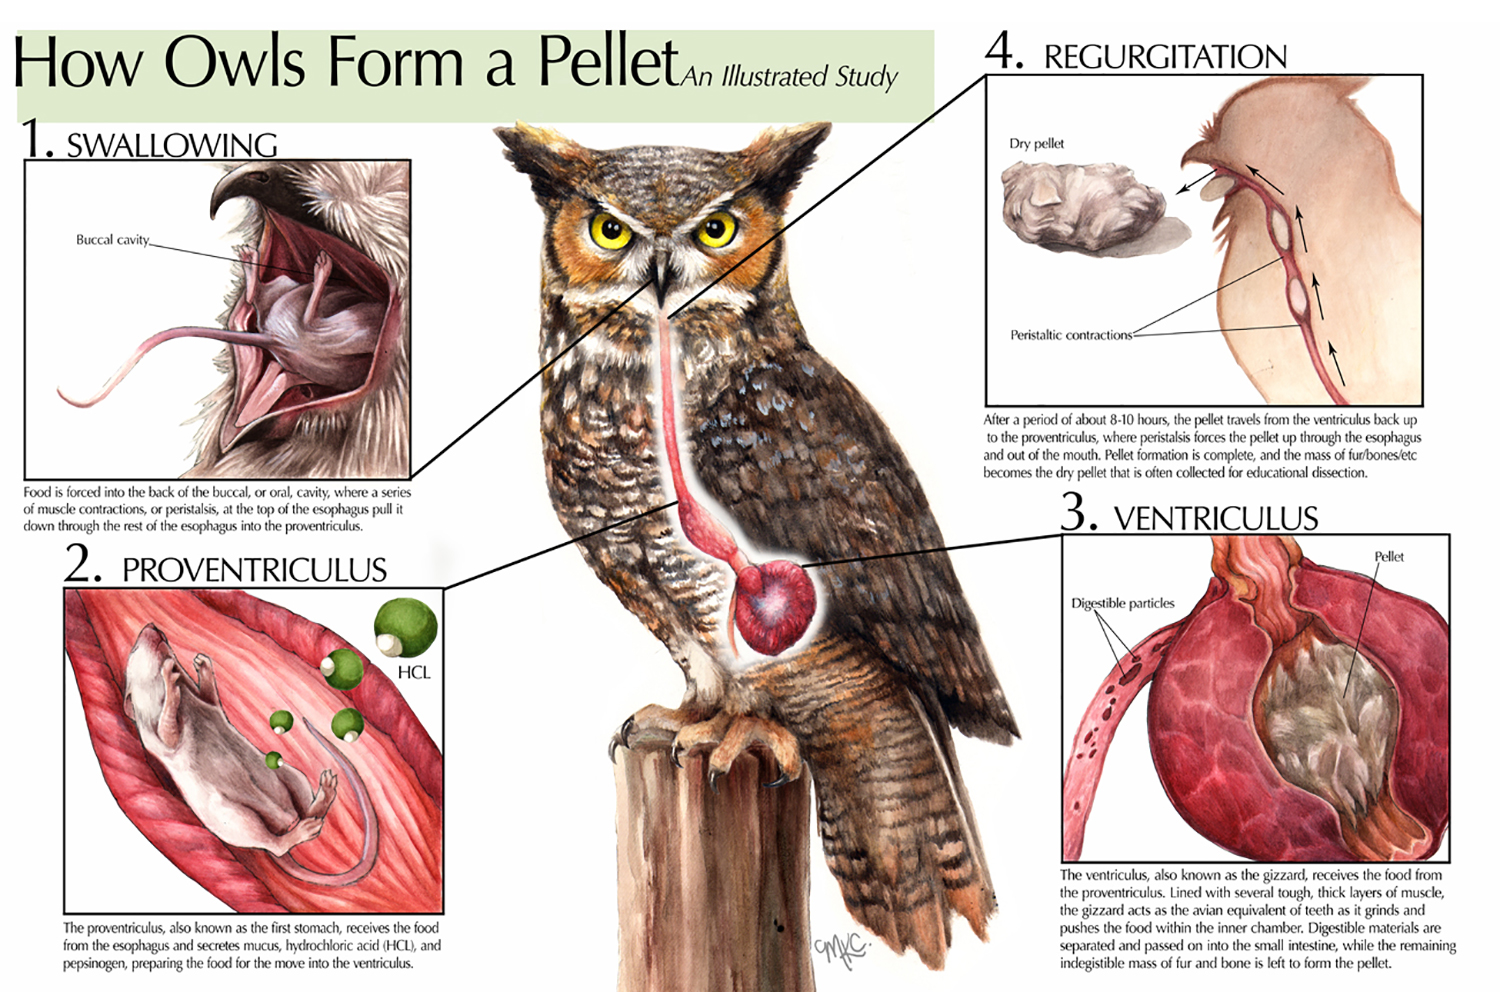 How Owls Form a Pellet An Illustrated Study
1. SWALLOWING
Buccal cavity
Food is forced into the back of the buccal, or oral, cavity, where a series
of muscle contractions, or peristalsis, at the top of the esophagus pull it
down through the rest of the esophagus into the proventriculus.
2. PROVENTRICULUS
HCL
The proventriculus, also known as the first stomach, receives the food
from the esophagus and secretes mucus, hydrochloric acid (HCL), and
pepsinogen, preparing the food for the move into the ventriculus.
3. VENTRICULUS
Pellet
Digestible particles
The ventriculus, also known as the gizzard, receives the food from
the proventriculus. Lined with several tough, thick layers of muscle,
the gizzard acts as the avian equivalent of teeth as it grinds and
pushes the food within the inner chamber. Digestible materials are
separated and passed on into the small intestine, while the remaining
indegistible mass of fur and bone is left to form the pellet.
4. REGURGITATION
Dry pellet
Peristaltic contractions
After a period of about 8-10 hours, the pellet travels from the ventriculus back up
to the proventriculus, where peristalsis forces the pellet up through the esophagus
and out of the mouth. Pellet formation is complete, and the mass of fur/bones/etc
becomes the dry pellet that is often collected for educational dissection.